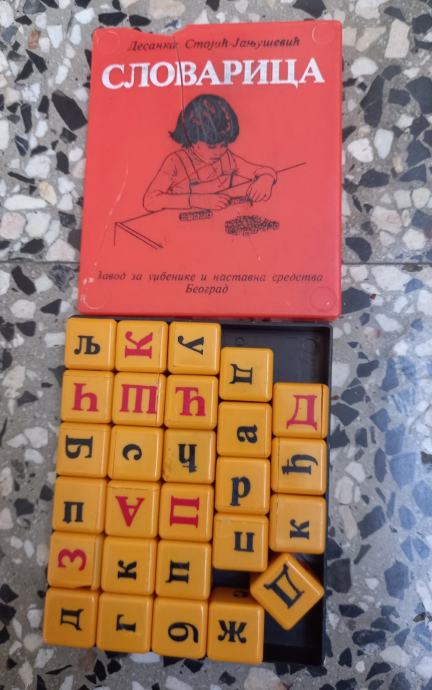 Десанка Стојић-Јањушевић
СЛОВАРИЦА
Завод за уџбенике и наставна средства
Београд
љ К у д
Ш Ћ Д
Б с ч а ђ
А П р к
З к д Д
д г б ж